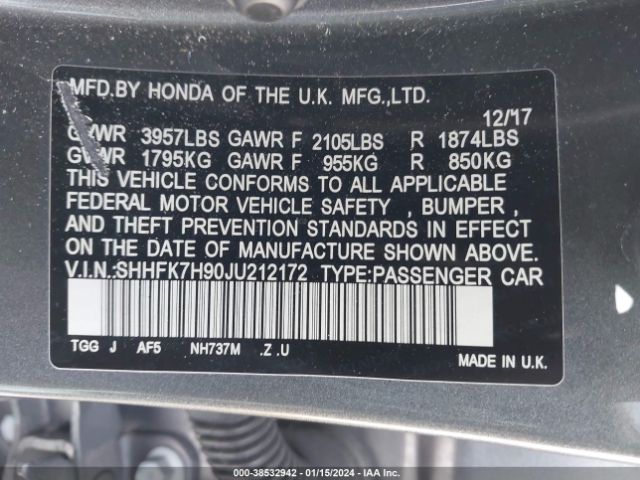 MFD.BY HONDA OF THE U.K. MFG.,LTD.
12/17
GVWR 3957LBS GAWR F 2105LBS R 1874LBS
GVWR 1795KG GAWR F 955KG R 850KG
THIS VEHICLE CONFORMS TO ALL APPLICABLE
FEDERAL MOTOR VEHICLE SAFETY , BUMPER ,
AND THEFT PREVENTION STANDARDS IN EFFECT
ON THE DATE OF MANUFACTURE SHOWN ABOVE.
V.I.N.:SHHFK7H90JU212172 TYPE:PASSENGER CAR
TGG J AF5 NH737M .Z .U
MADE IN U.K.
000-38532942 - 01/15/2024 - IAA Inc.